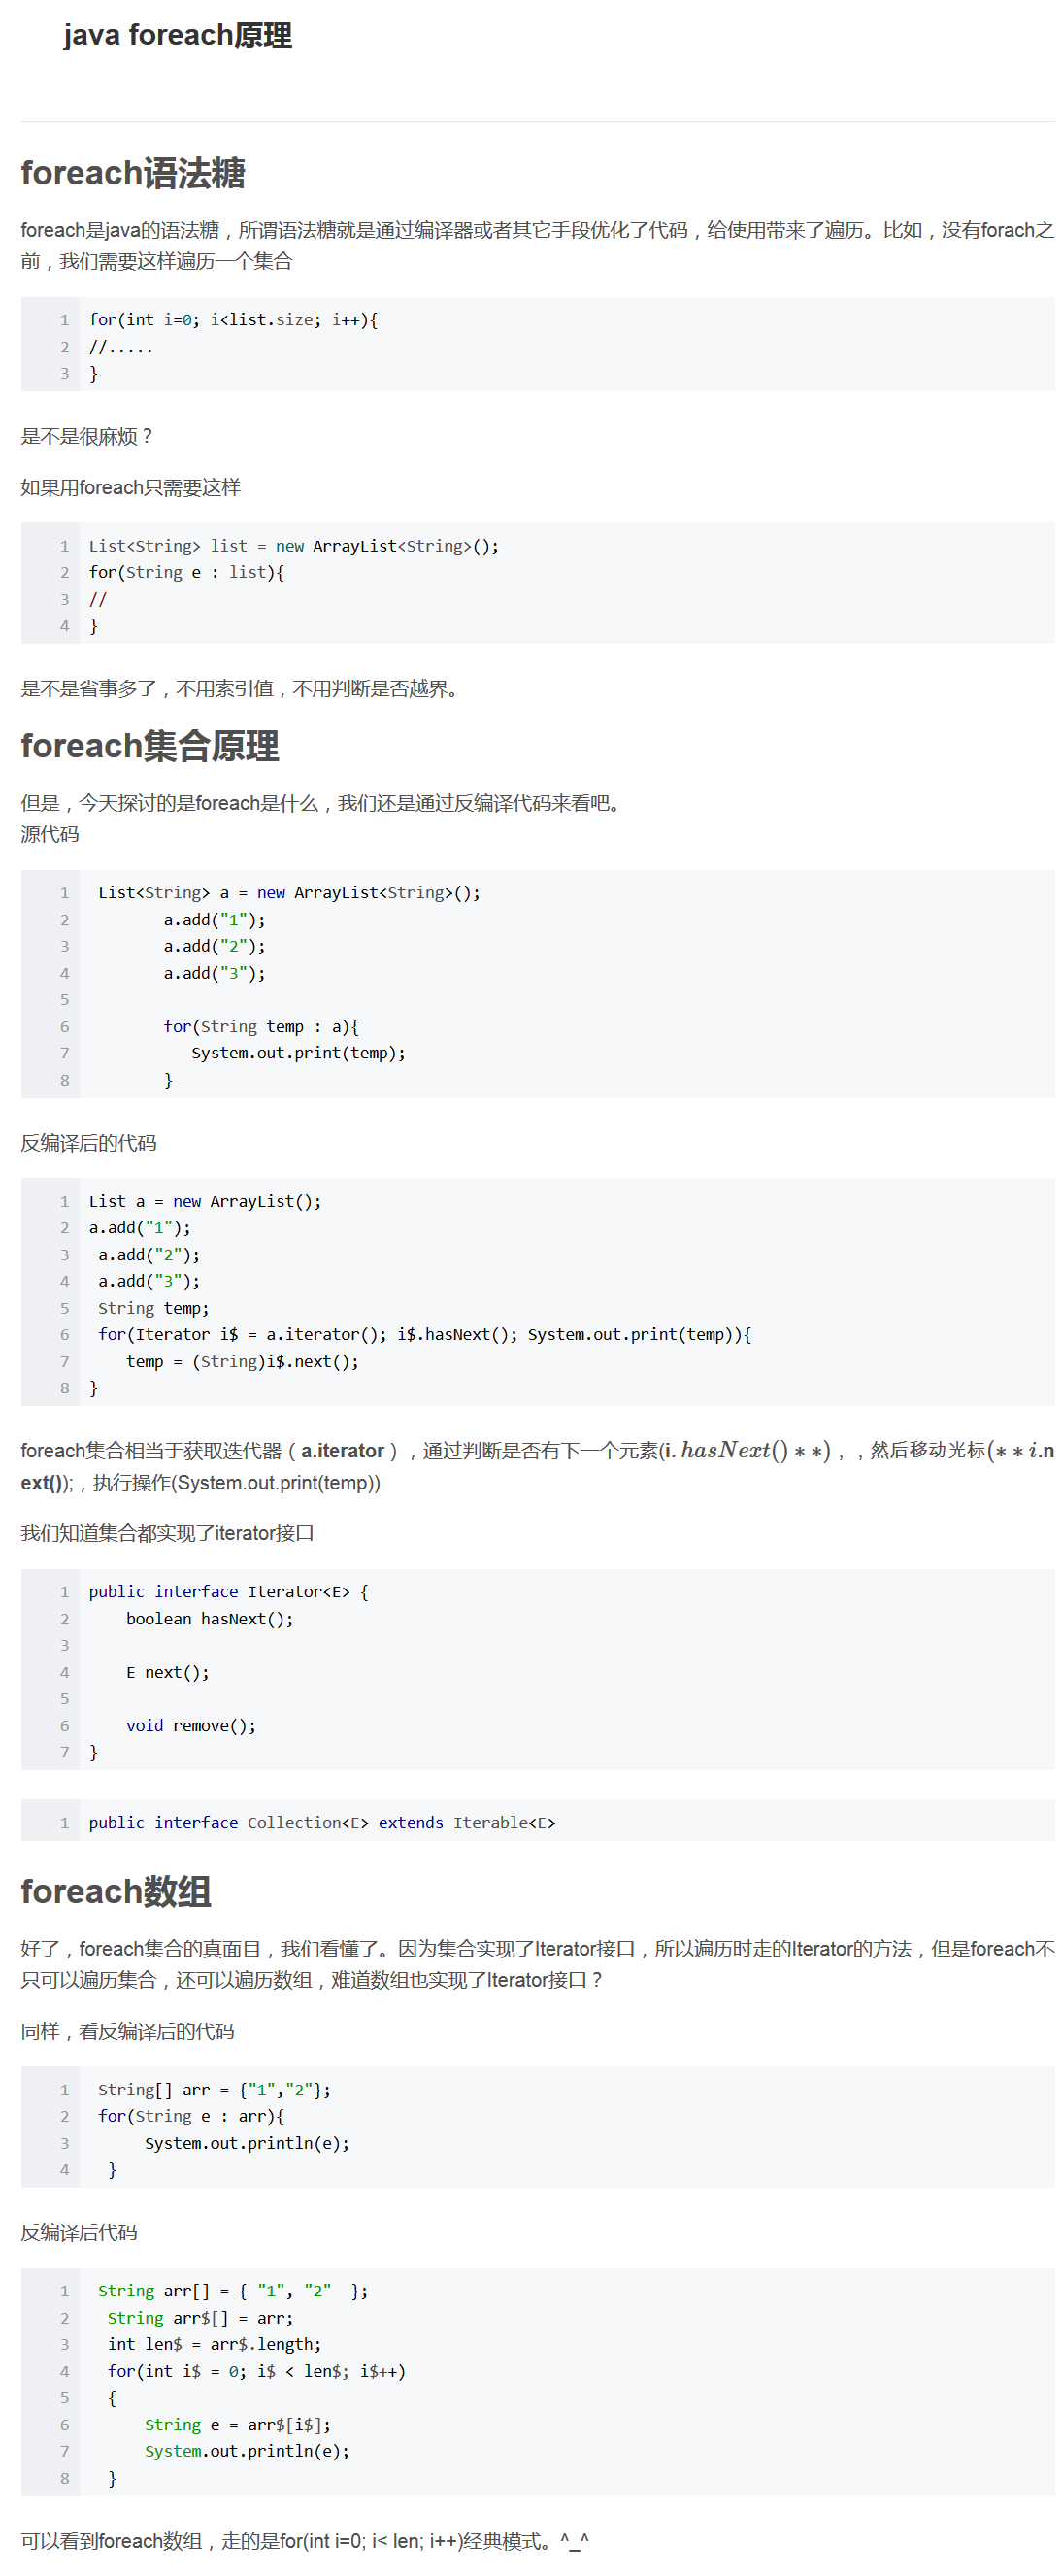 java foreach原理
foreach语法糖
foreach是java的语法糖，所谓语法糖就是通过编译器或者其它手段优化了代码，给使用带来了遍历。比如，没有forach之
前，我们需要这样遍历一个集合
1 for(int i=0; i<list.size; i++){
2 //.....
3 }
是不是很麻烦？
如果用foreach只需要这样
1 List<String> list = new ArrayList<String>();
2 for(String e : list){
3 //
4 }
是不是省事多了，不用索引值，不用判断是否越界。
foreach集合原理
但是，今天探讨的是foreach是什么，我们还是通过反编译代码来看吧。
源代码
1 List<String> a = new ArrayList<String>();
2 a.add("1");
3 a.add("2");
4 a.add("3");
5
6 for(String temp : a){
7 System.out.print(temp);
8 }
反编译后的代码
1 List a = new ArrayList();
2 a.add("1");
3 a.add("2");
4 a.add("3");
5 String temp;
6 for(Iterator i$ = a.iterator(); i$.hasNext(); System.out.print(temp)){
7 temp = (String)i$.next();
8 }
foreach集合相当于获取迭代器（a.iterator），通过判断是否有下一个元素(i.hasNext()**)，，然后移动光标(**i.n
ext());，执行操作(System.out.print(temp))
我们知道集合都实现了iterator接口
1 public interface Iterator<E> {
2 boolean hasNext();
3
4 E next();
5
6 void remove();
7 }
1 public interface Collection<E> extends Iterable<E>
foreach数组
好了，foreach集合的真面目，我们看懂了。因为集合实现了Iterator接口，所以遍历时走的Iterator的方法，但是foreach不
只可以遍历集合，还可以遍历数组，难道数组也实现了Iterator接口？
同样，看反编译后的代码
1 String[] arr = {"1","2"};
2 for(String e : arr){
3 System.out.println(e);
4 }
反编译后代码
1 String arr[] = { "1", "2" };
2 String arr$[] = arr;
3 int len$ = arr$.length;
4 for(int i$ = 0; i$ < len$; i$++)
5 {
6 String e = arr$[i$];
7 System.out.println(e);
8 }
可以看到foreach数组，走的是for(int i=0; i< len; i++)经典模式。^_^